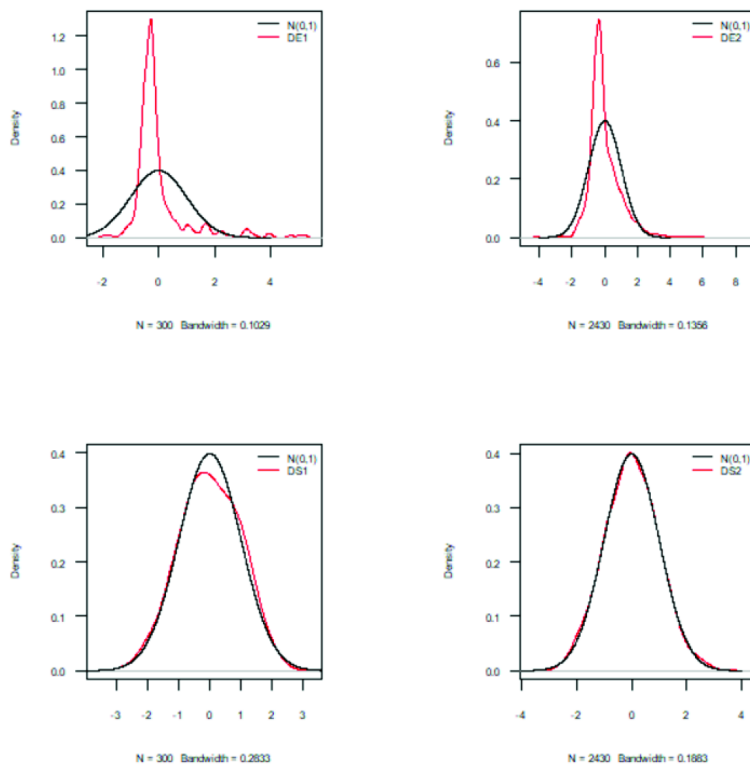 N(0,1)
DE1
Density
0.0
0.2
0.4
0.6
0.8
1.0
1.2
-2
0
2
4
N = 300 Bandwidth = 0.1029
N(0,1)
DE2
Density
0.0
0.2
0.4
0.6
-4
-2
0
2
4
6
8
N = 2430 Bandwidth = 0.1356
N(0,1)
DS1
Density
0.0
0.1
0.2
0.3
0.4
-3
-2
-1
0
1
2
3
N = 300 Bandwidth = 0.2833
N(0,1)
DS2
Density
0.0
0.1
0.2
0.3
0.4
-4
-2
0
2
4
N = 2430 Bandwidth = 0.1883